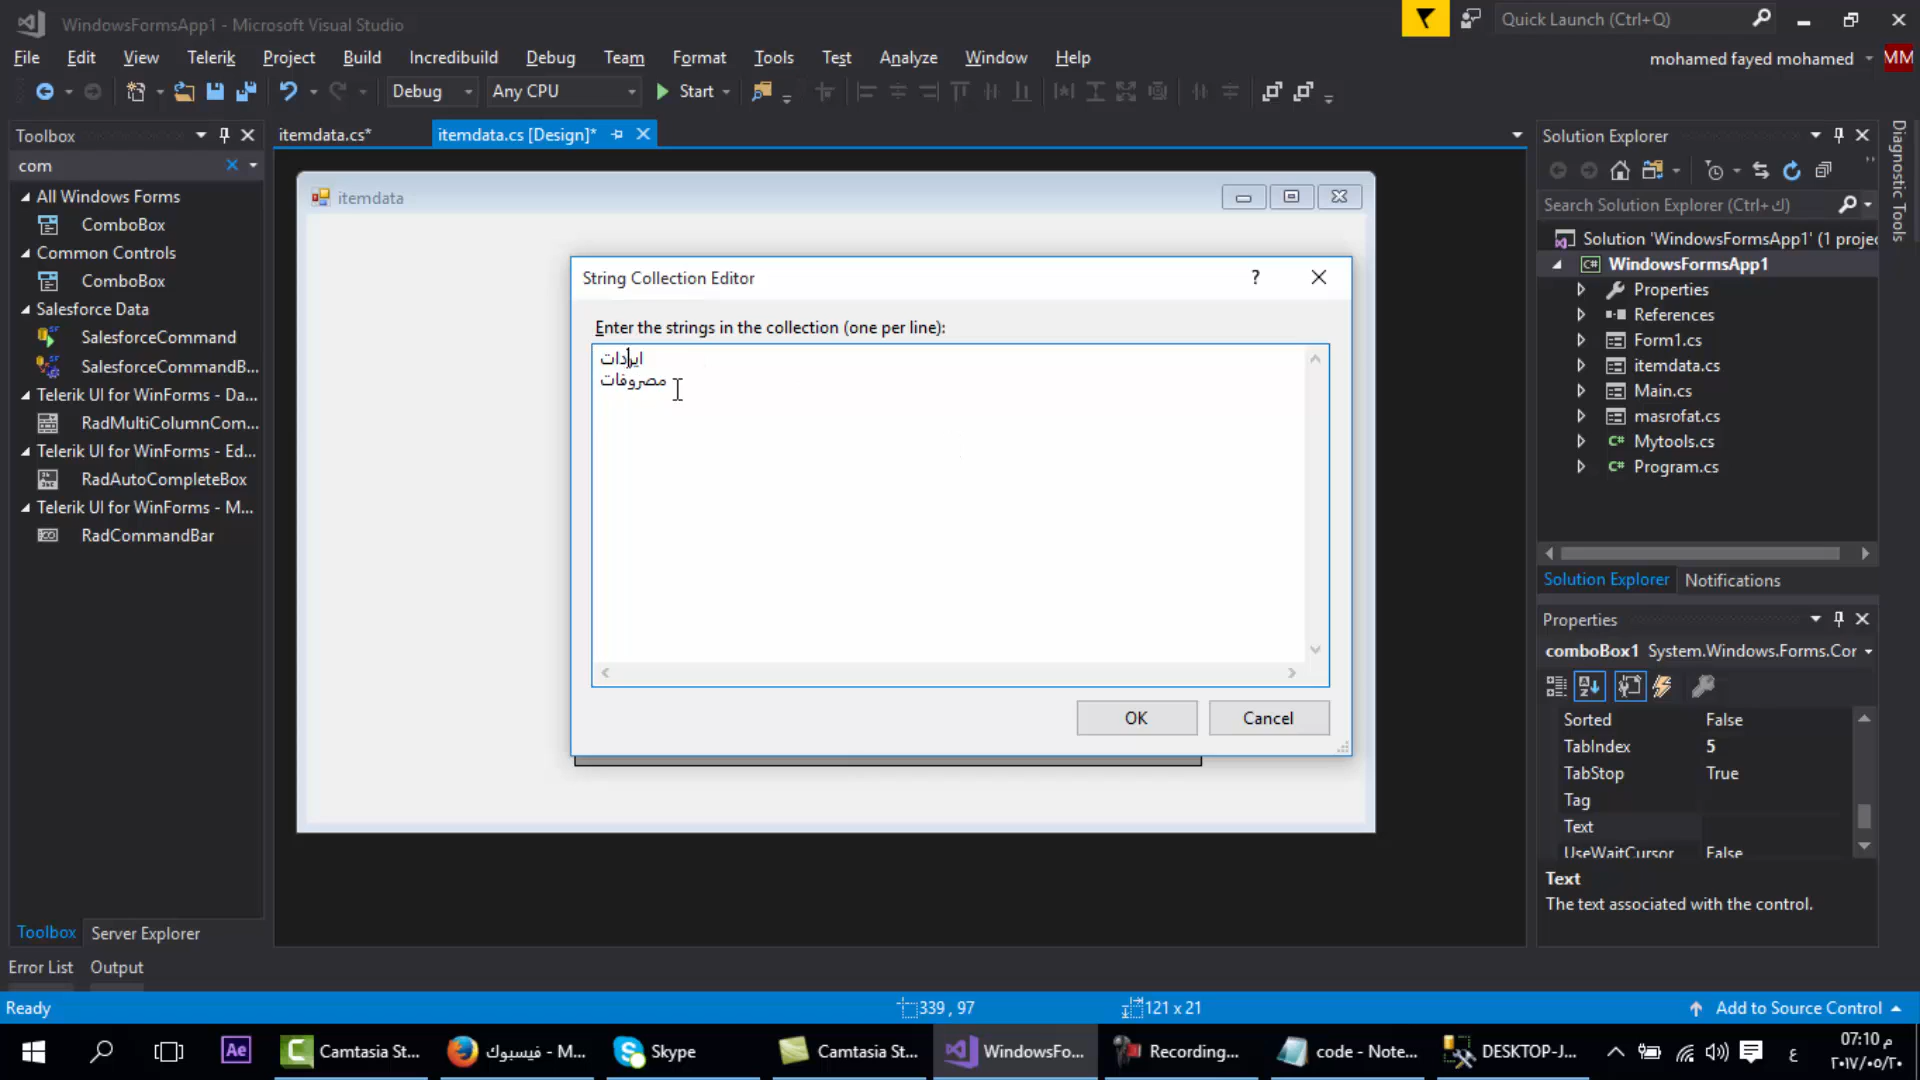 WindowsFormsApp1 - Microsoft Visual Studio
Quick Launch (Ctrl+Q)
File Edit View Telerik Project Build Incredibuild Debug Team Format Tools Test Analyze Window Help
mohamed fayed mohamed MM
Debug Any CPU Start
Toolbox
com
All Windows Forms
ComboBox
Common Controls
ComboBox
Salesforce Data
SalesforceCommand
SalesforceCommandB...
Telerik UI for WinForms - Da...
RadMultiColumnCom...
Telerik UI for WinForms - Ed...
RadAutoCompleteBox
Telerik UI for WinForms - M...
RadCommandBar
Toolbox Server Explorer
itemdata.cs* itemdata.cs [Design]*
itemdata
String Collection Editor
?
Enter the strings in the collection (one per line):
ايردات
مصروفات
OK Cancel
Solution Explorer
Search Solution Explorer (Ctrl+ك)
Solution 'WindowsFormsApp1' (1 projec
C# WindowsFormsApp1
Properties
References
Form1.cs
itemdata.cs
Main.cs
masrofat.cs
C# Mytools.cs
C# Program.cs
Solution Explorer Notifications
Properties
comboBox1 System.Windows.Forms.Cor
Sorted False
TabIndex 5
TabStop True
Tag
Text
UseWaitCursor False
Text
The text associated with the control.
Diagnostic Tools
Error List Output
Ready 339 , 97 121 x 21 Add to Source Control
Ae
Camtasia St...
فيسبوك - M...
Skype
Camtasia St...
WindowsFo...
Recording...
code - Note...
DESKTOP-J...
ع
07:10 م
٢٠١٧/٠٥/٢٠